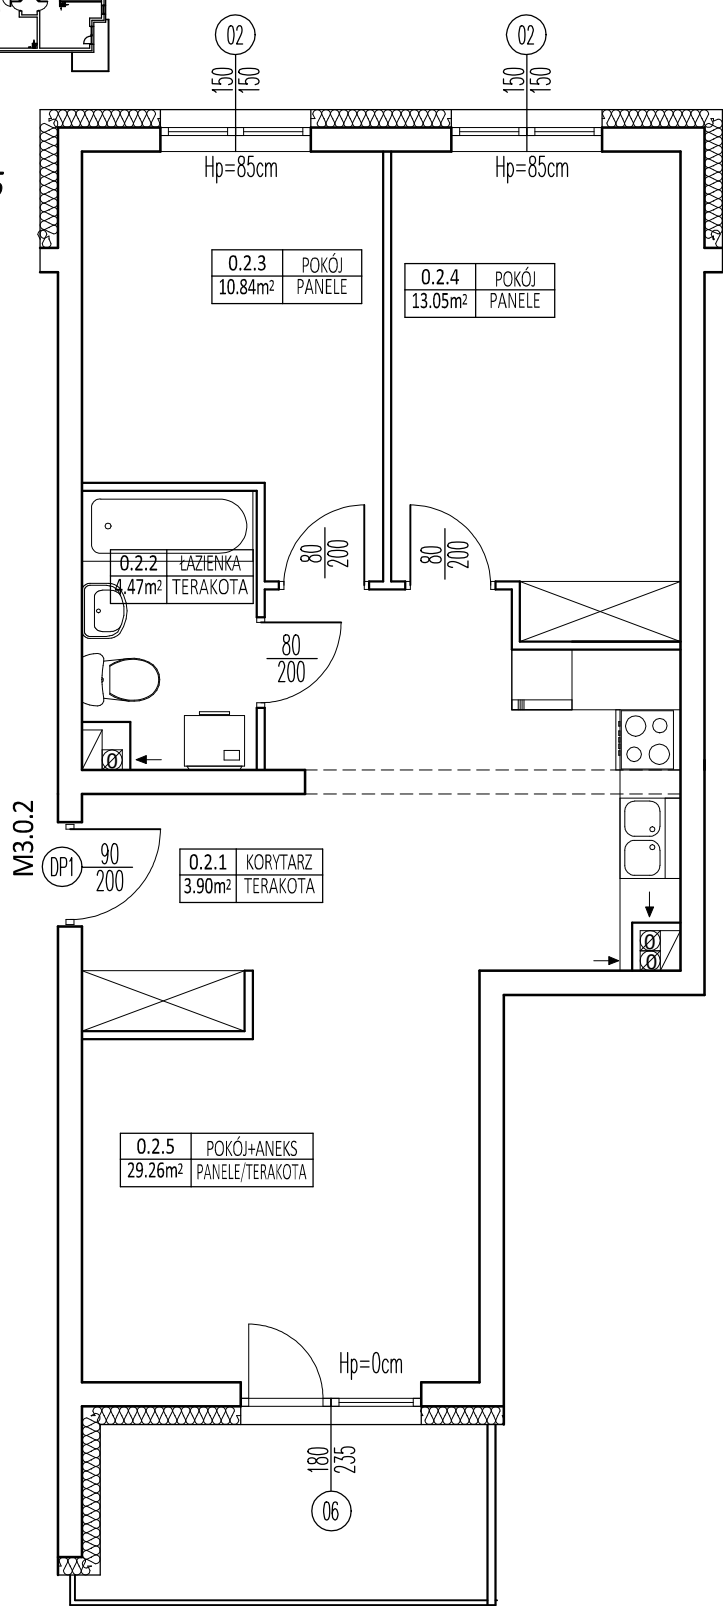 02
02
150
150
150
150
Hp=85cm
Hp=85cm
0.2.3 POKÓJ
10.84m² PANELE
0.2.4 POKÓJ
13.05m² PANELE
80
200
80
200
0.2.2 ŁAZIENKA
4.47m² TERAKOTA
80
200
M3.0.2
DP1
90
200
0.2.1 KORYTARZ
3.90m² TERAKOTA
0.2.5 POKÓJ+ANEKS
29.26m² PANELE/TERAKOTA
Hp=0cm
180
235
06